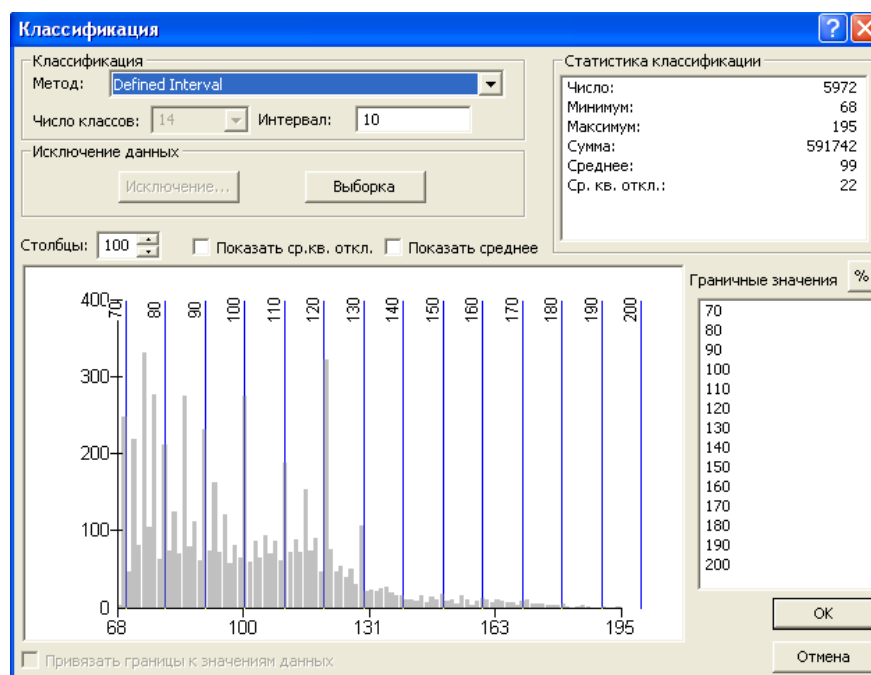 Классификация
Классификация
Метод: Defined Interval
Число классов: 14 Интервал: 10
Исключение данных
Исключение... Выборка
Статистика классификации
Число: 5972
Минимум: 68
Максимум: 195
Сумма: 591742
Среднее: 99
Ср. кв. откл.: 22
Столбцы: 100 Показать ср.кв. откл. Показать среднее
Граничные значения %
70 80 90 100 110 120 130 140 150 160 170 180 190 200
400
300
200
100
0
68 100 131 163 195
70
80
90
100
110
120
130
140
150
160
170
180
190
200
Привязать границы к значениям данных
OK
Отмена